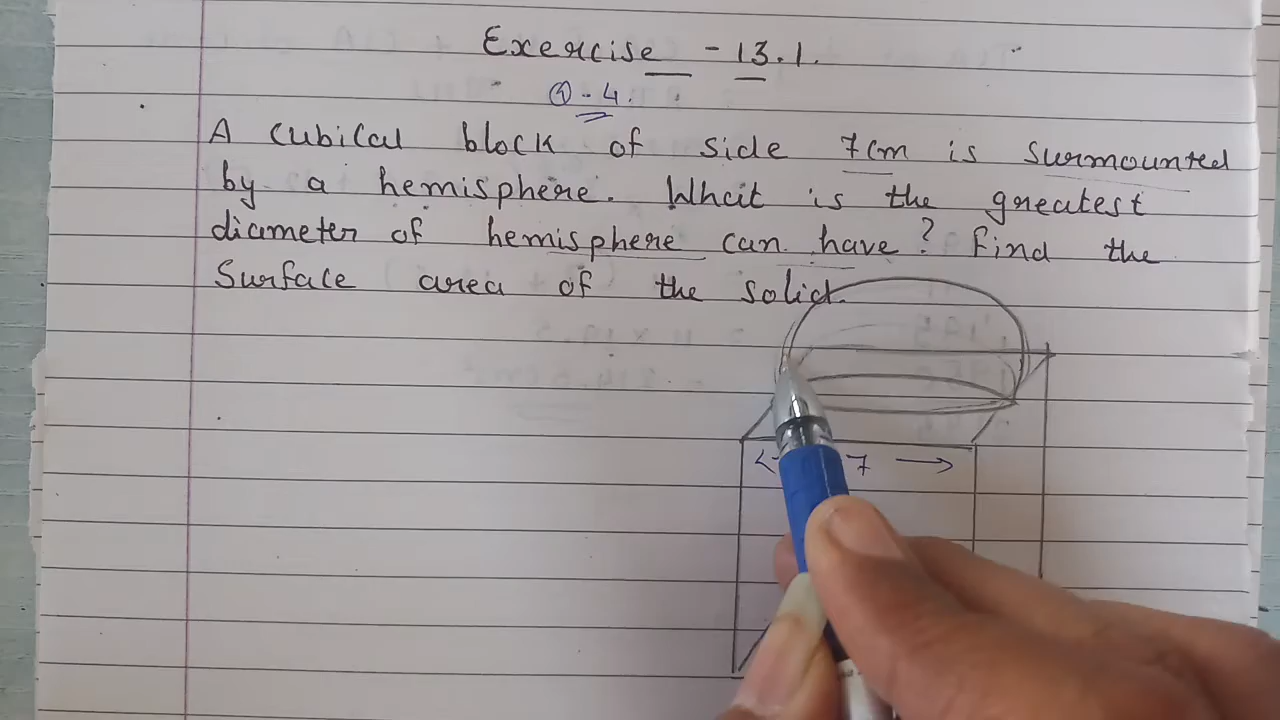 Exercise - 13.1.
Q-4.
A cubical block of side 7cm is surmounted
by a hemisphere. What is the greatest
diameter of hemisphere can have? Find the
Surface area of the solid.
7